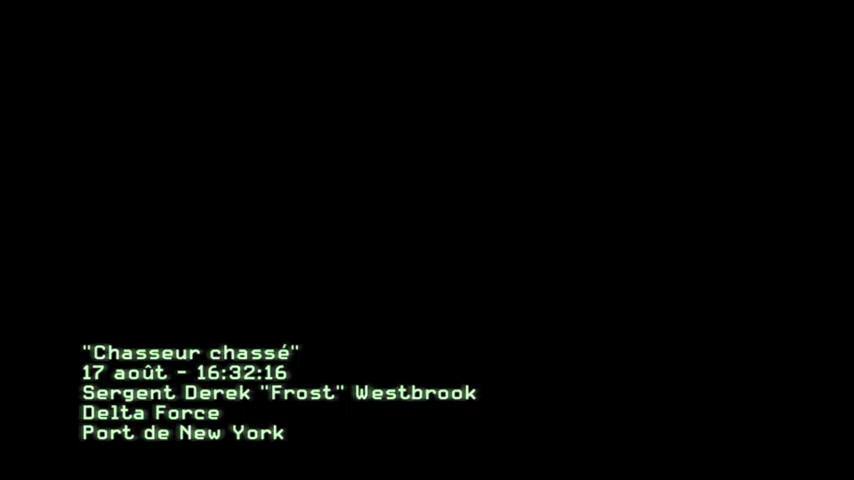 "Chasseur chassé"
17 août - 16:32:16
Sergent Derek "Frost" Westbrook
Delta Force
Port de New York